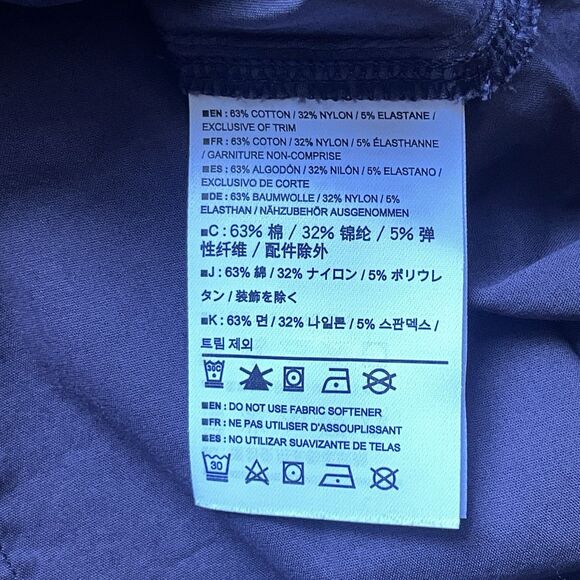 ■EN : 63% COTTON / 32% NYLON / 5% ELASTANE /
EXCLUSIVE OF TRIM
■FR : 63% COTON / 32% NYLON / 5% ÉLASTHANNE
/ GARNITURE NON-COMPRISE
■ES : 63% ALGODÓN / 32% NILÓN / 5% ELASTANO /
EXCLUSIVO DE CORTE
■DE : 63% BAUMWOLLE / 32% NYLON / 5%
ELASTHAN / NÄHZUBEHÖR AUSGENOMMEN
■C : 63% 棉 / 32% 锦纶 / 5% 弹
性纤维 / 配件除外
■J : 63% 綿 / 32% ナイロン / 5% ポリウレ
タン / 装飾を除く
■K : 63% 면 / 32% 나일론 / 5% 스판덱스 /
트림 제외
30C
■EN : DO NOT USE FABRIC SOFTENER
■FR : NE PAS UTILISER D'ASSOUPLISSANT
■ES : NO UTILIZAR SUAVIZANTE DE TELAS
30